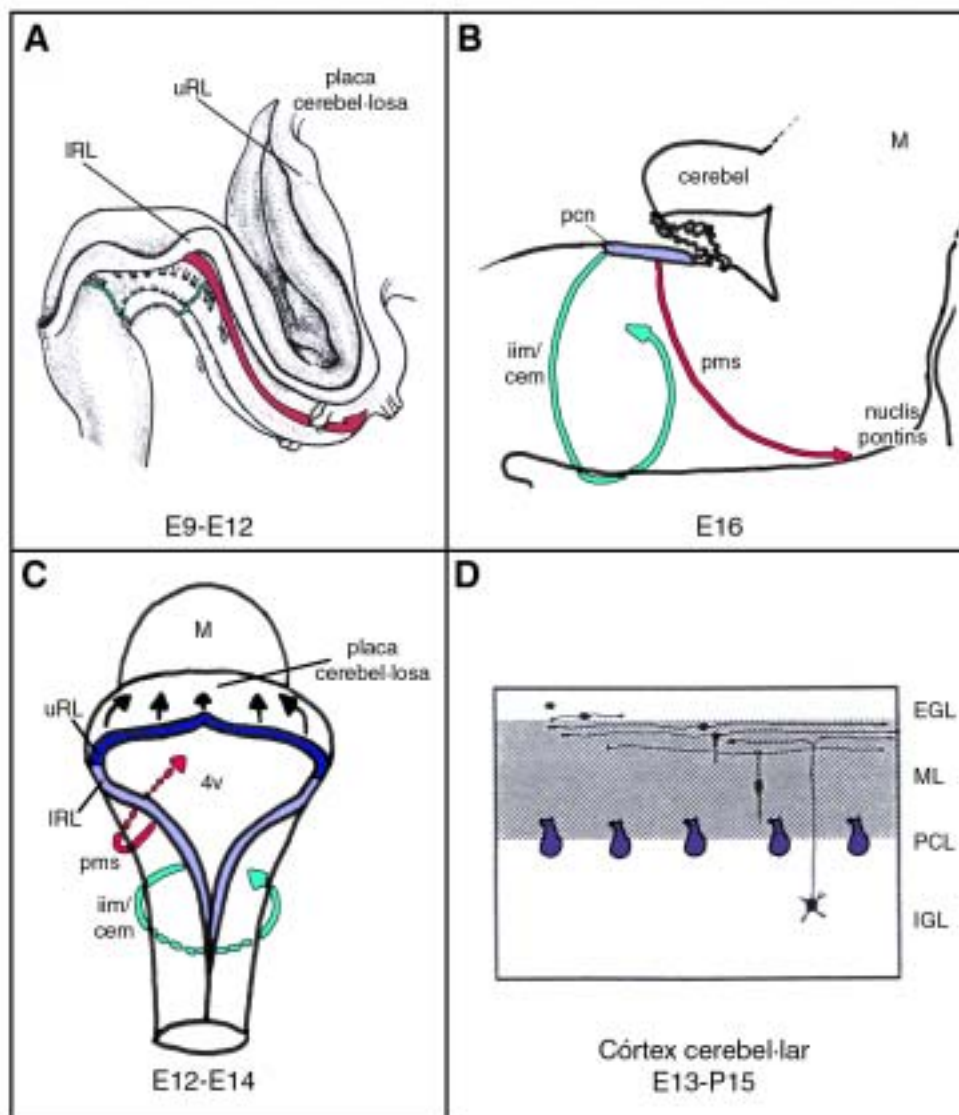 A
uRL
placa
cerebel·losa
lRL
E9-E12
B
M
cerebel
pcn
iim/
cem
pms
nuclis
pontins
E16
C
M
placa
cerebel·losa
uRL
4v
lRL
pms
iim/
cem
E12-E14
D
EGL
ML
PCL
IGL
Córtex cerebel·lar
E13-P15